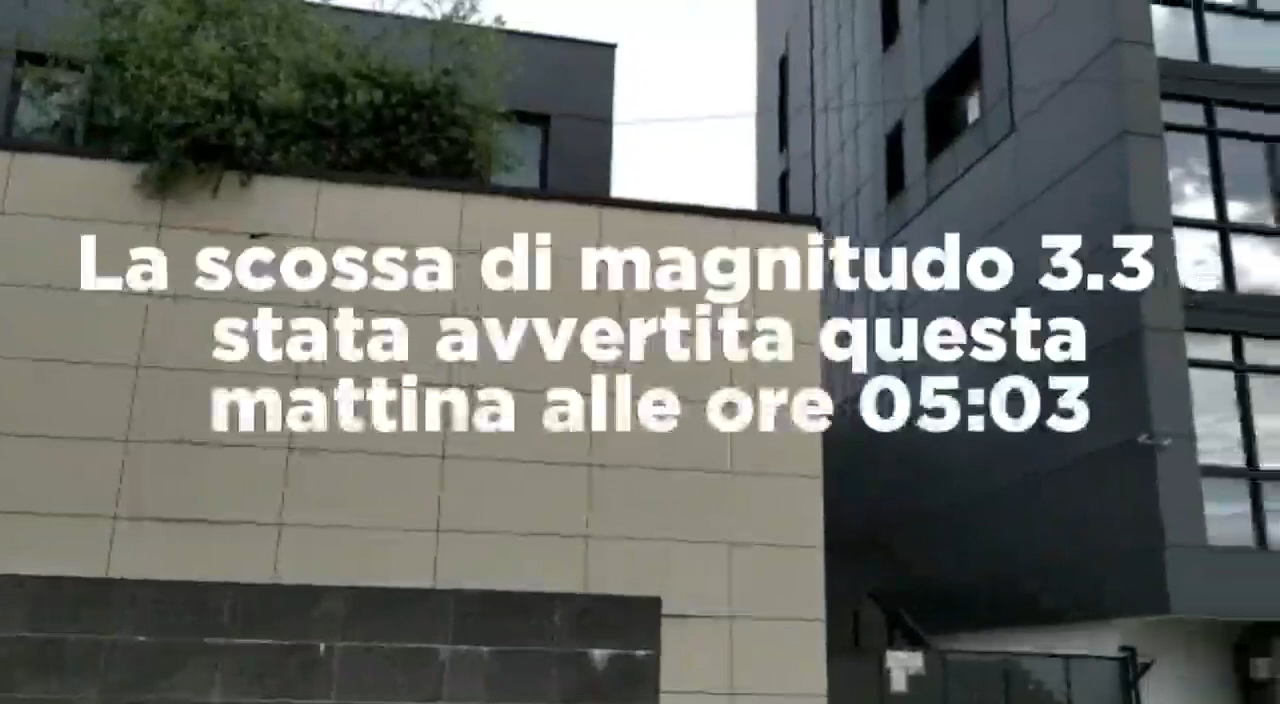 La scossa di magnitudo 3.3 è
stata avvertita questa
mattina alle ore 05:03